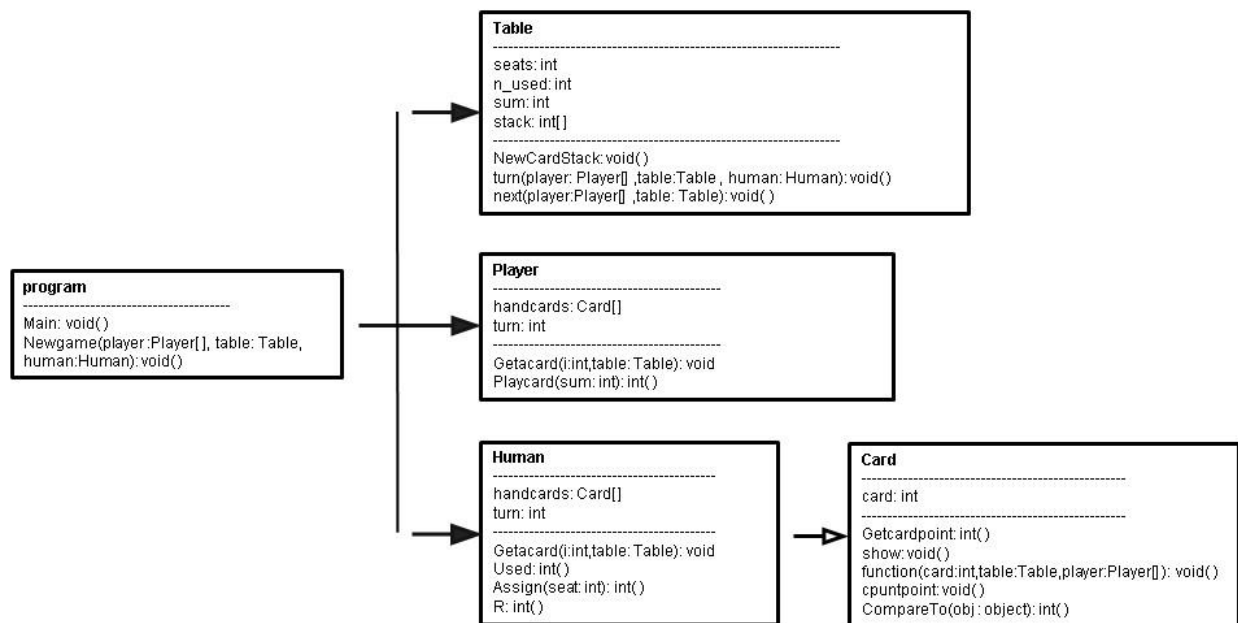 Table
seats: int
n_used: int
sum: int
stack: int[]
NewCardStack: void()
turn(player: Player[] ,table:Table , human: Human): void()
next(player:Player[] ,table: Table): void()
program
Main: void()
Newgame(player:Player[], table: Table,
human:Human): void()
Player
handcards: Card[]
turn: int
Getacard(i:int,table: Table): void
Playcard(sum: int): int()
Human
handcards: Card[]
turn: int
Getacard(i:int,table: Table): void
Used: int()
Assign(seat: int): int()
R: int()
Card
card: int
Getcardpoint: int()
show: void()
function(card:int,table:Table,player:Player[]): void()
cpuntpoint: void()
CompareTo(obj: object): int()